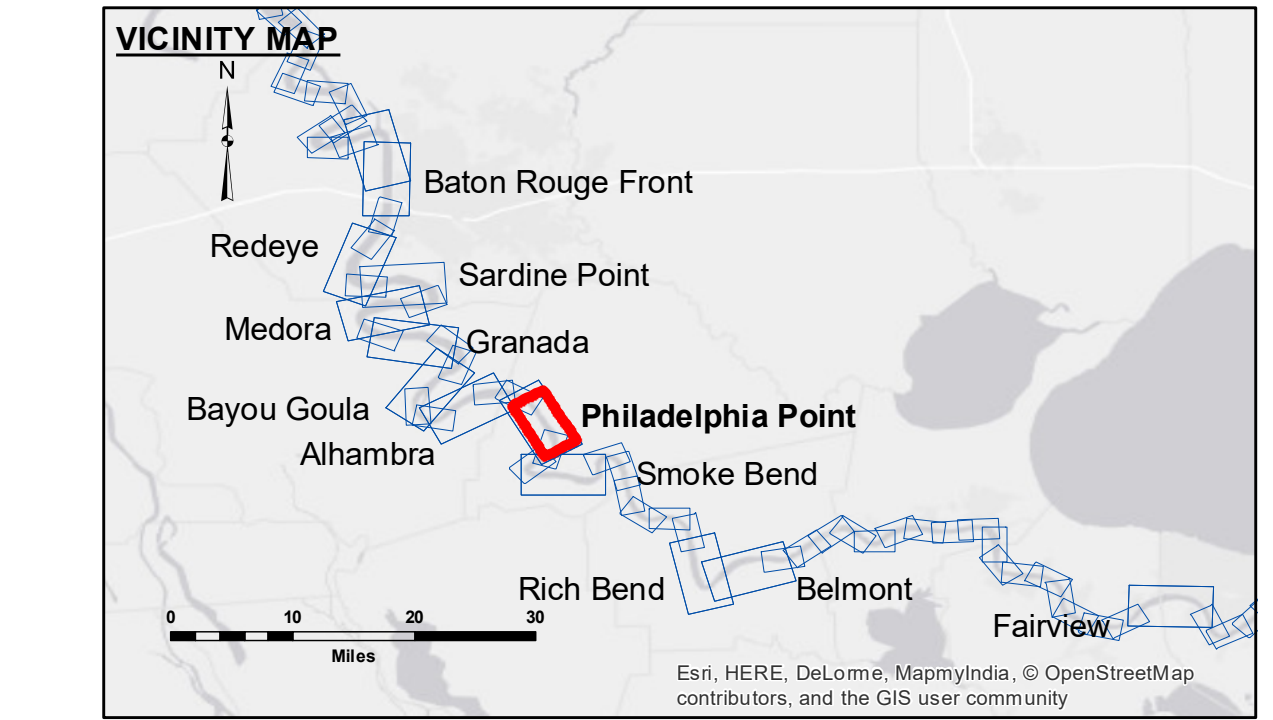 VICINITY MAP
N
Baton Rouge Front
Redeye
Sardine Point
Medora
Granada
Bayou Goula
Philadelphia Point
Alhambra
Smoke Bend
Rich Bend
Belmont
Fairview
0 10 20 30
Miles
Esri, HERE, DeLorme, MapmyIndia, © OpenStreetMap
contributors, and the GIS user community